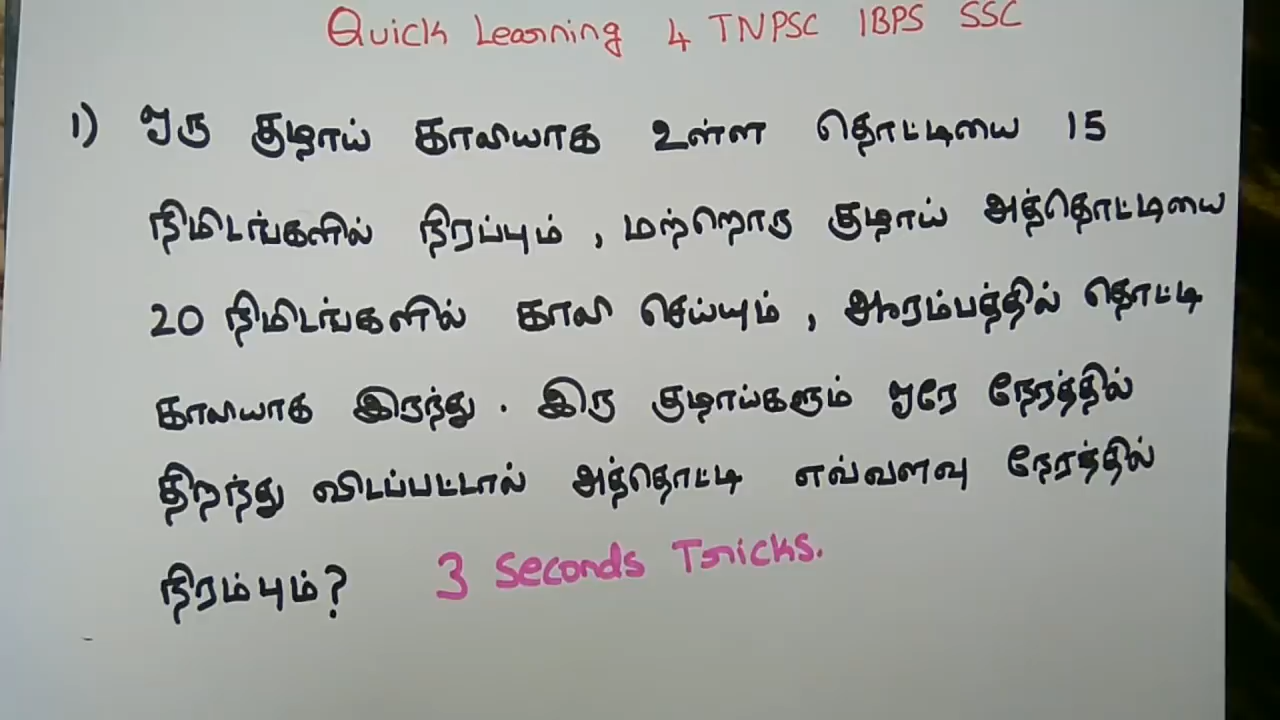 Quick Learning 4 TNPSC IBPS SSC
1) ஒரு குழாய் காலியாக உள்ள தொட்டியை 15
நிமிடங்களில் நிரப்பும் , மற்றொரு குழாய் அத்தொட்டியை
20 நிமிடங்களில் காலி செய்யும் , ஆரம்பத்தில் தொட்டி
காலியாக இருந்து . இரு குழாய்களும் ஒரே நேரத்தில்
திறந்து விடப்பட்டால் அத்தொட்டி எவ்வளவு நேரத்தில்
நிரம்பும்? 3 Seconds Tricks.